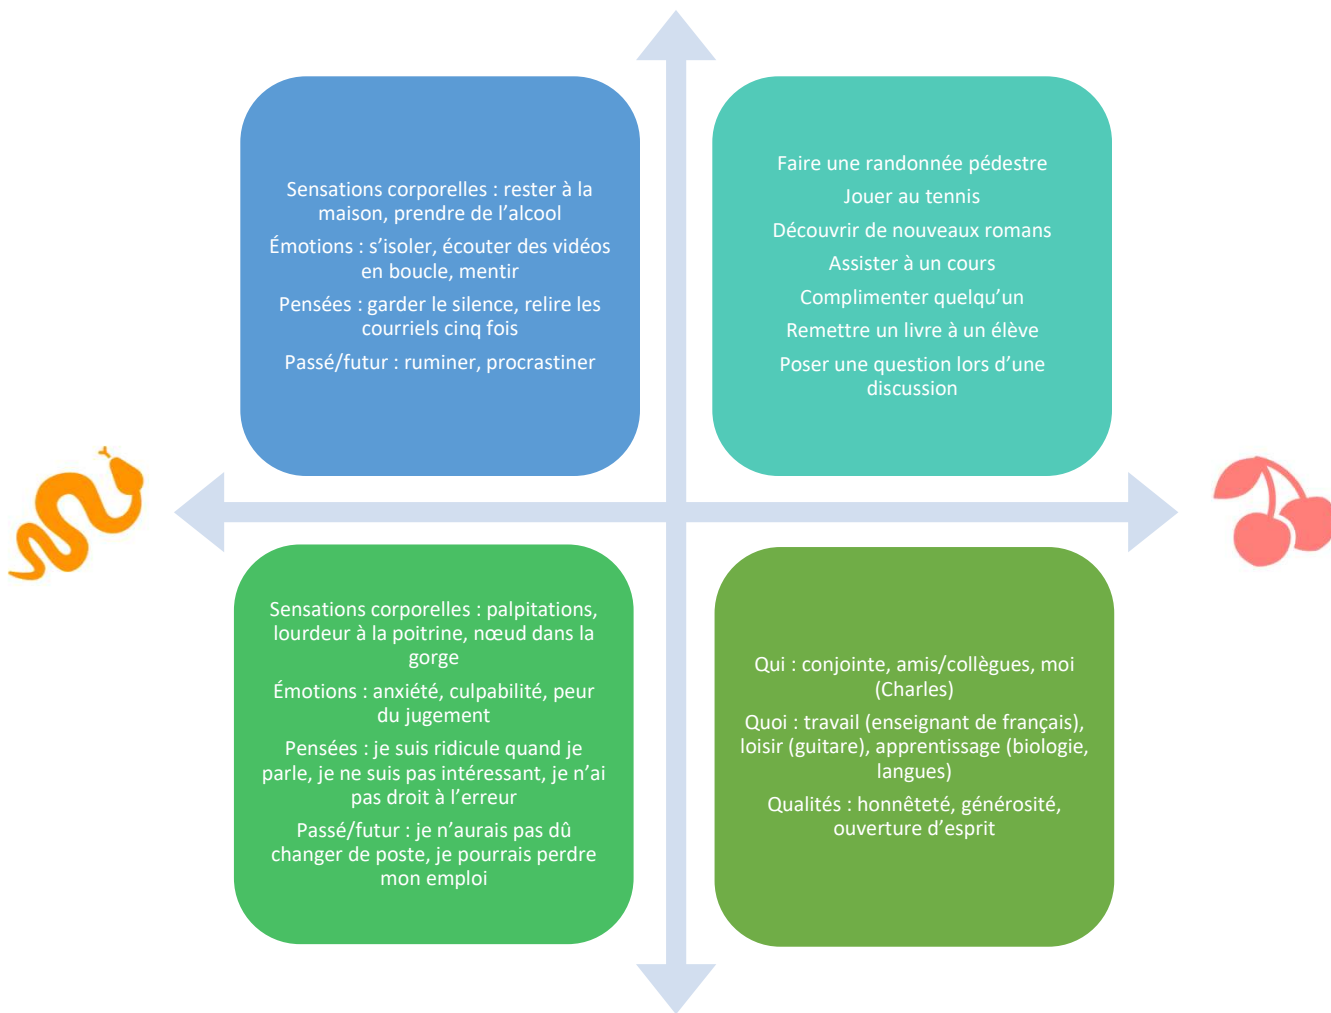 Sensations corporelles : rester à la
maison, prendre de l’alcool
Émotions : s’isoler, écouter des vidéos
en boucle, mentir
Pensées : garder le silence, relire les
courriels cinq fois
Passé/futur : ruminer, procrastiner
Faire une randonnée pédestre
Jouer au tennis
Découvrir de nouveaux romans
Assister à un cours
Complimenter quelqu’un
Remettre un livre à un élève
Poser une question lors d’une
discussion
Sensations corporelles : palpitations,
lourdeur à la poitrine, nœud dans la
gorge
Émotions : anxiété, culpabilité, peur
du jugement
Pensées : je suis ridicule quand je
parle, je ne suis pas intéressant, je n’ai
pas droit à l’erreur
Passé/futur : je n’aurais pas dû
changer de poste, je pourrais perdre
mon emploi
Qui : conjointe, amis/collègues, moi
(Charles)
Quoi : travail (enseignant de français),
loisir (guitare), apprentissage (biologie,
langues)
Qualités : honnêteté, générosité,
ouverture d’esprit